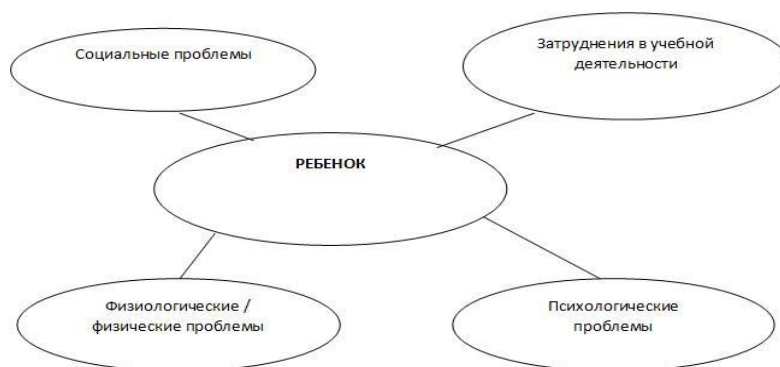 Социальные проблемы
Затруднения в учебной
деятельности
РЕБЕНОК
Физиологические /
физические проблемы
Психологические
проблемы